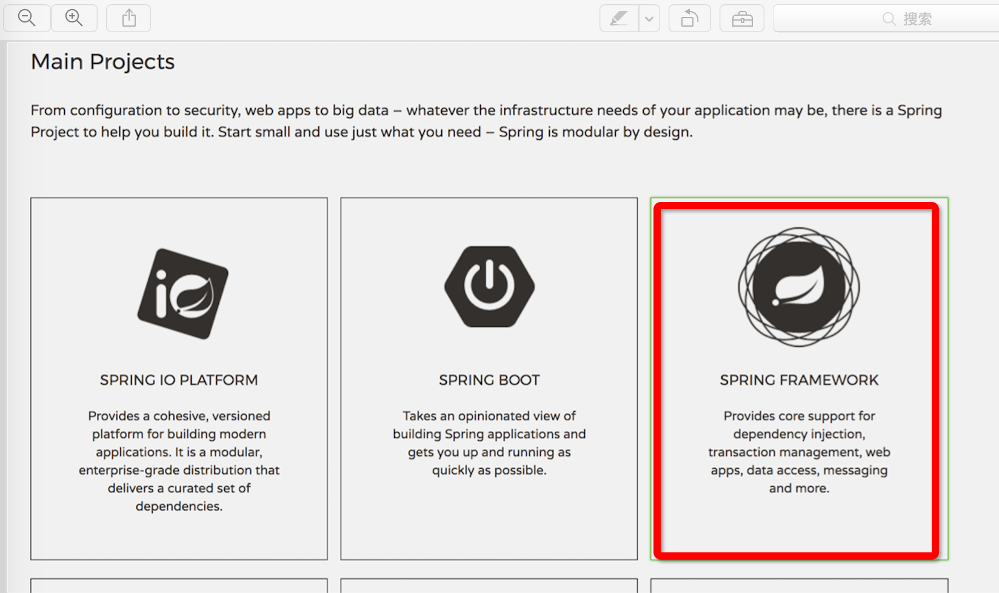 搜索
Main Projects
From configuration to security, web apps to big data – whatever the infrastructure needs of your application may be, there is a Spring
Project to help you build it. Start small and use just what you need – Spring is modular by design.
iO
SPRING IO PLATFORM
Provides a cohesive, versioned
platform for building modern
applications. It is a modular,
enterprise-grade distribution that
delivers a curated set of
dependencies.
SPRING BOOT
Takes an opinionated view of
building Spring applications and
gets you up and running as
quickly as possible.
SPRING FRAMEWORK
Provides core support for
dependency injection,
transaction management, web
apps, data access, messaging
and more.